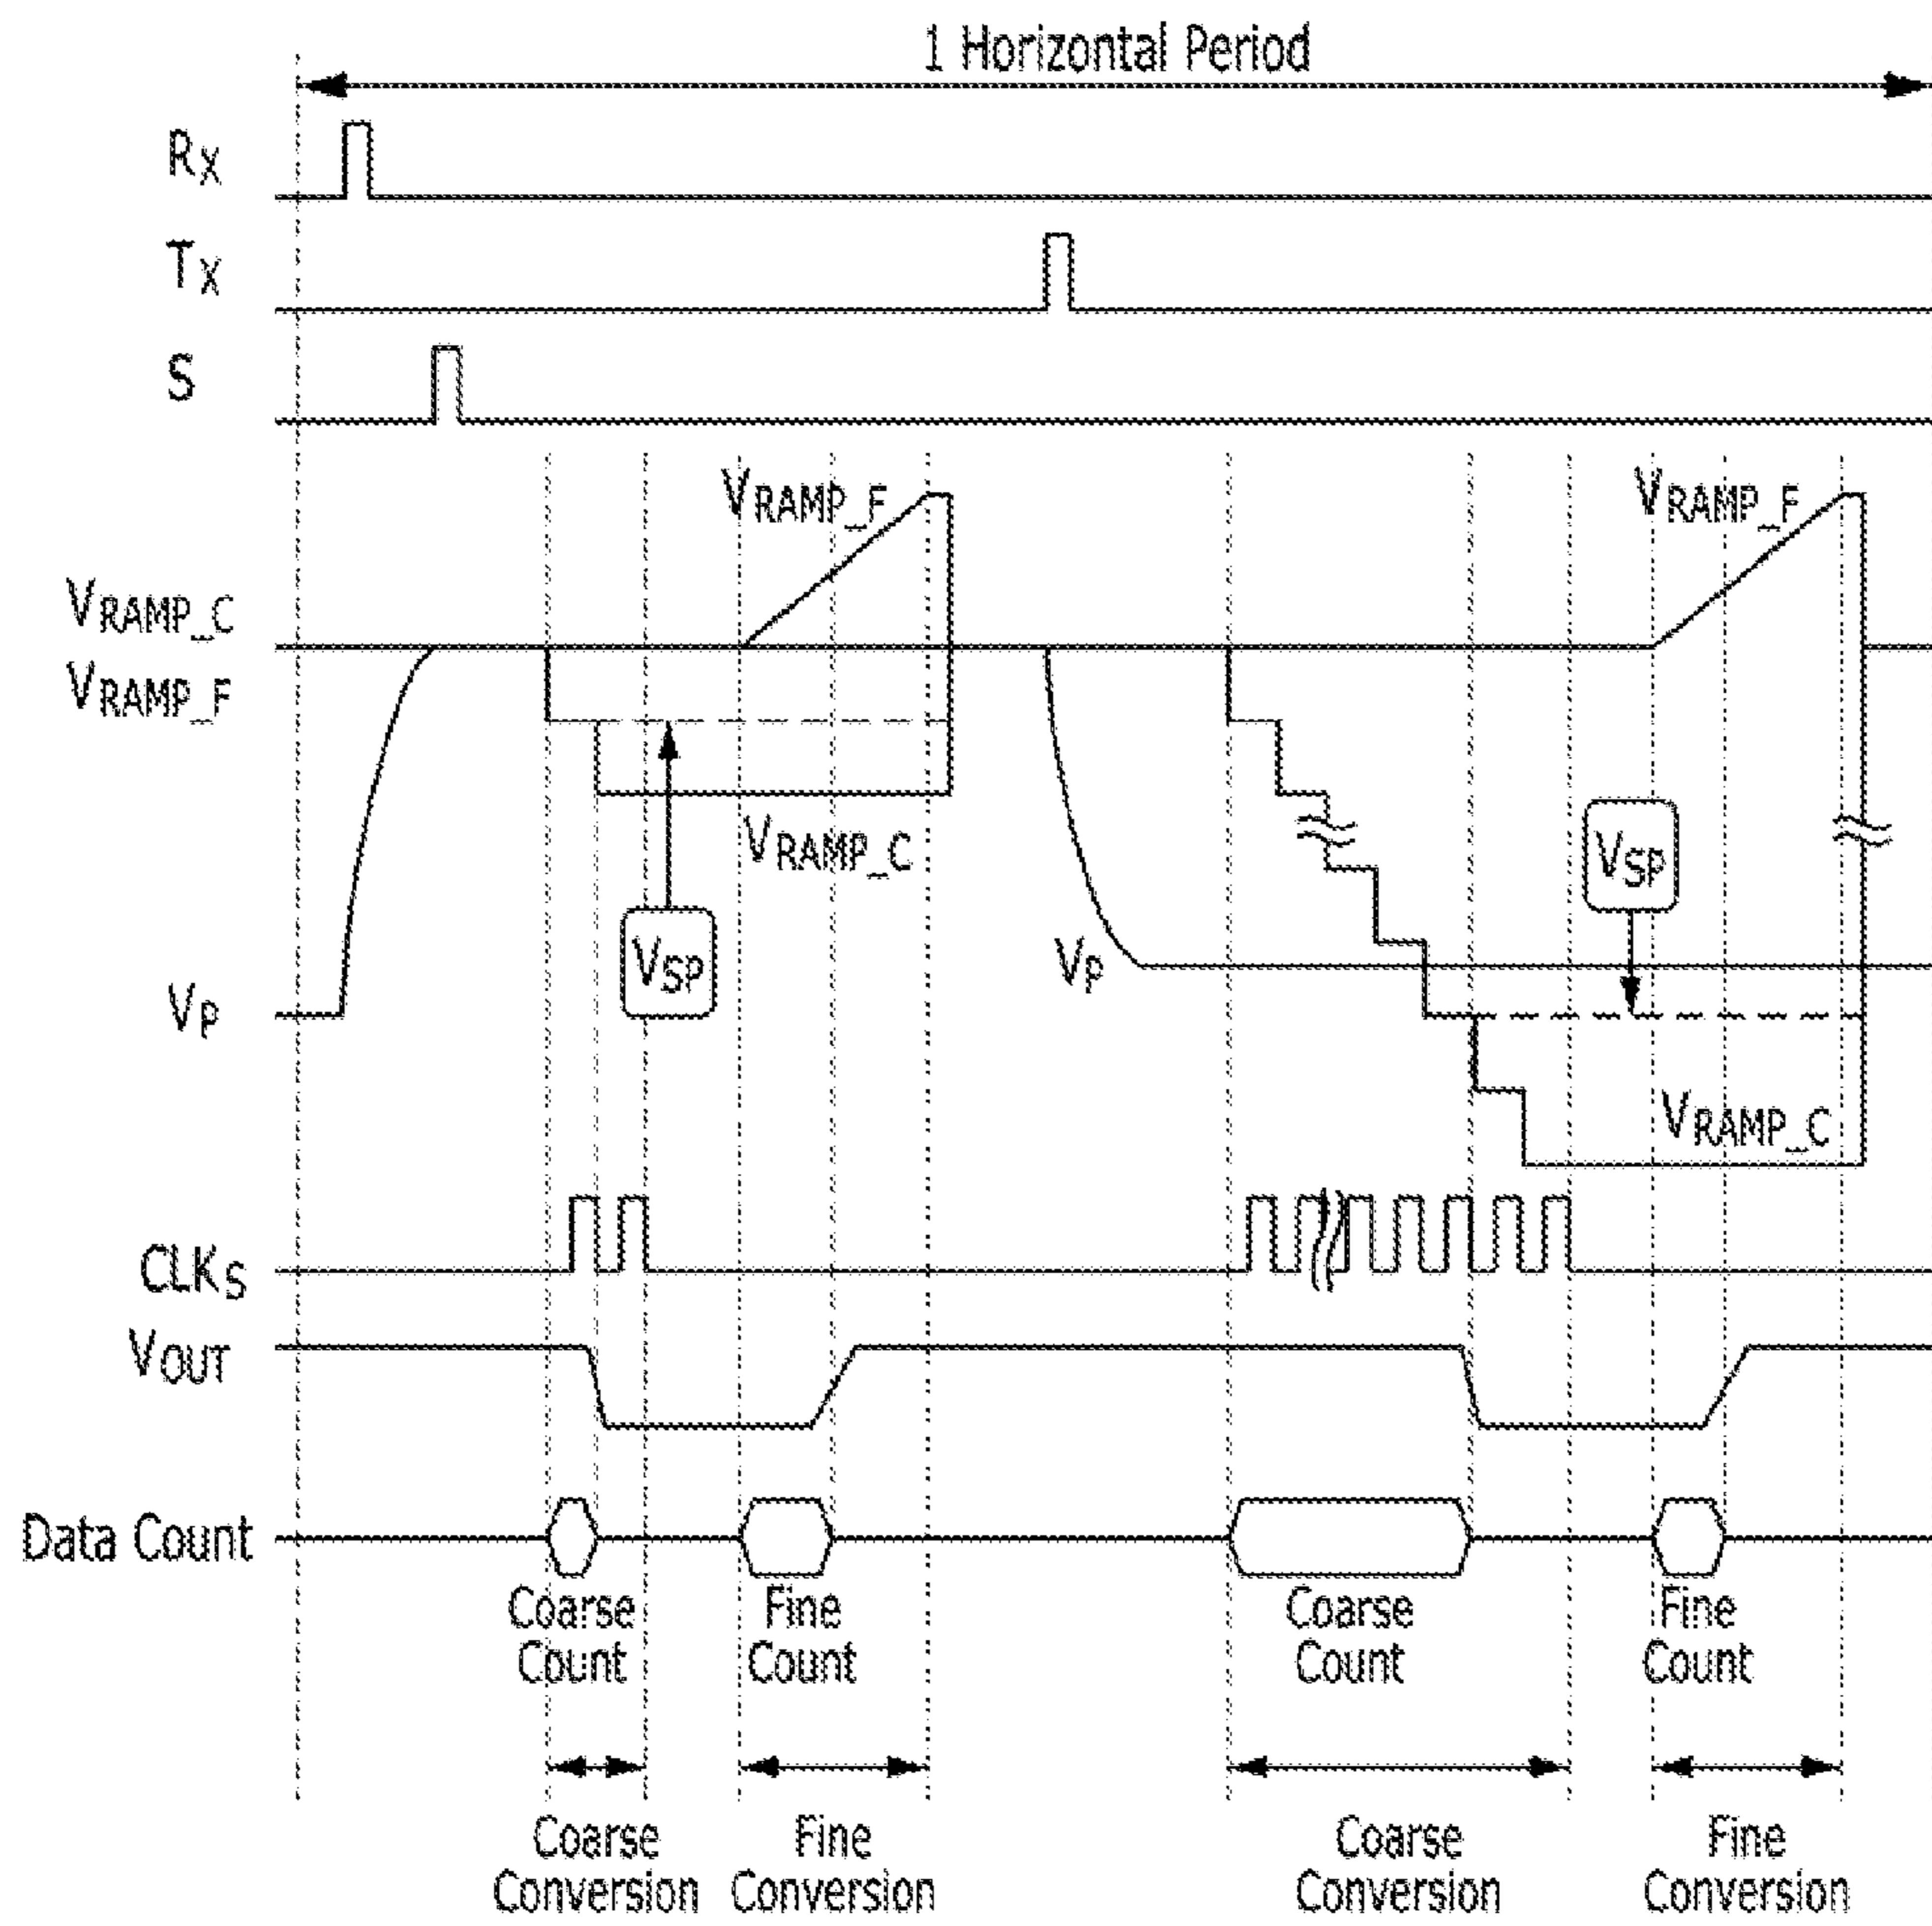 1 Horizontal Period
RX
TX
S
VRAMP_F
VRAMP_F
VRAMP_C
VRAMP_F
VRAMP_C
VSP
VSP
VP
VP
VRAMP_C
CLKS
VOUT
Data Count
Coarse
Count
Fine
Count
Coarse
Count
Fine
Count
Coarse
Conversion
Fine
Conversion
Coarse
Conversion
Fine
Conversion